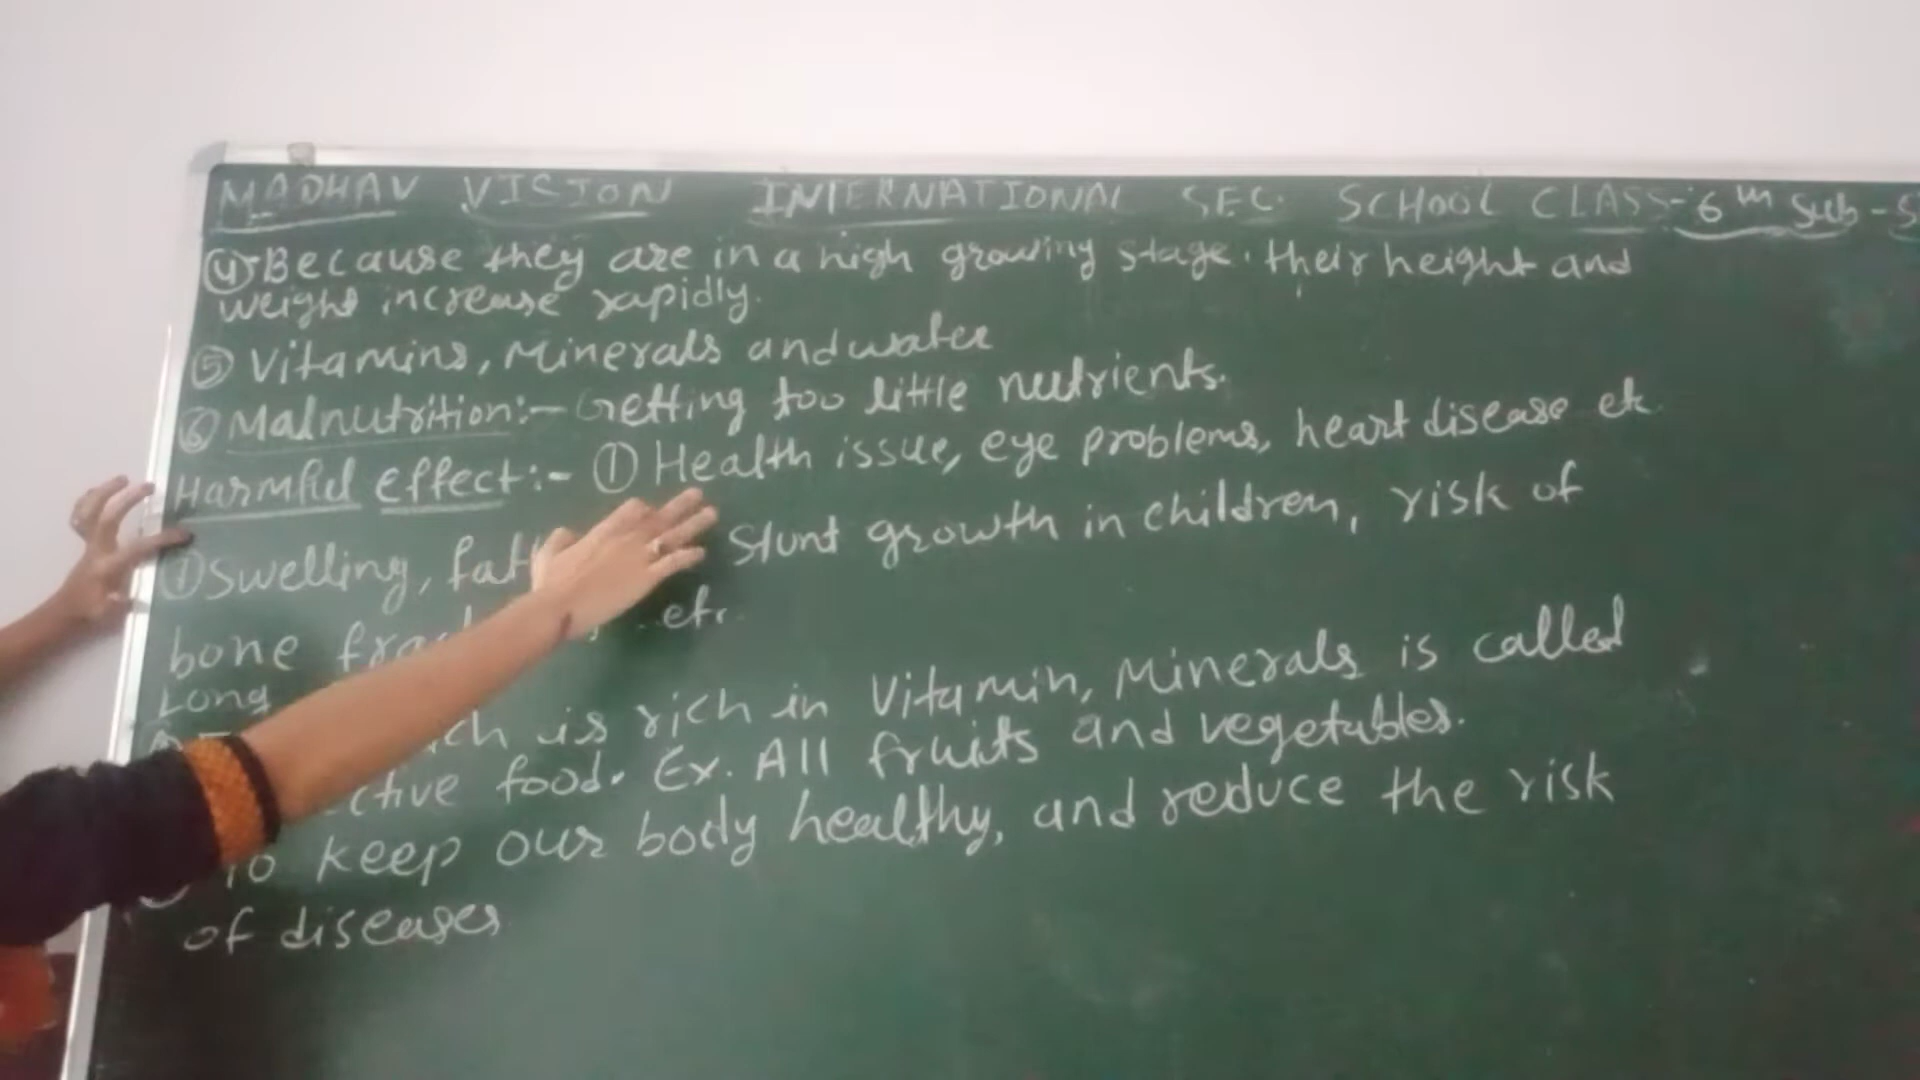 MADHAV VISION INTERNATIONAL SEC. SCHOOL CLASS:-6th Sub-S
④ Because they are in a high growing stage. their height and
weight increase rapidly.
⑤ Vitamins, Minerals and water
⑥ Malnutrition:- Getting too little nutrients.
Harmful effect:- ① Health issue, eye problems, heart disease etc
① Swelling, stunt growth in children, risk of
bone etc.
Long
is rich in Vitamin, Minerals is called
food. Ex. All fruits and vegetables.
To keep our body healthy, and reduce the risk
of diseases